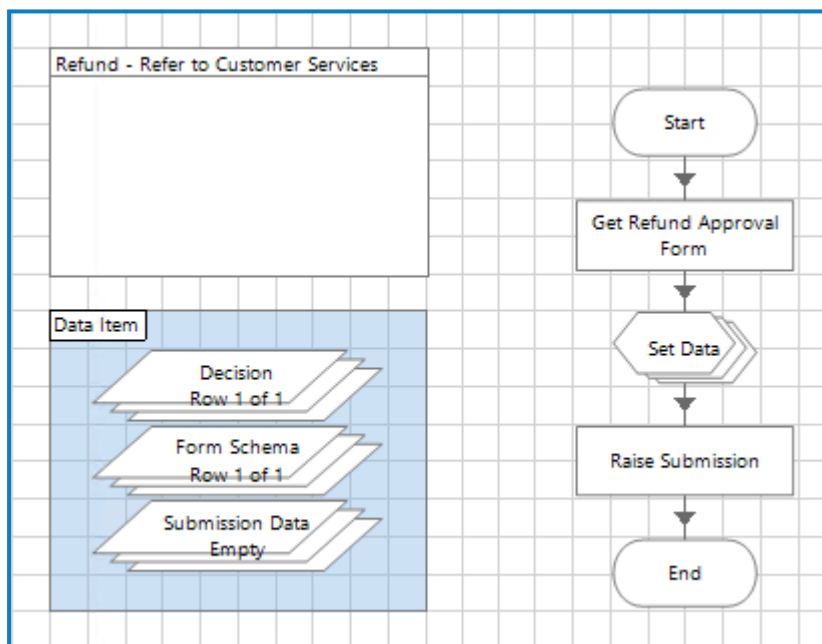 Refund - Refer to Customer Services
Data Item
Decision
Row 1 of 1
Form Schema
Row 1 of 1
Submission Data
Empty
Start
Get Refund Approval
Form
Set Data
Raise Submission
End